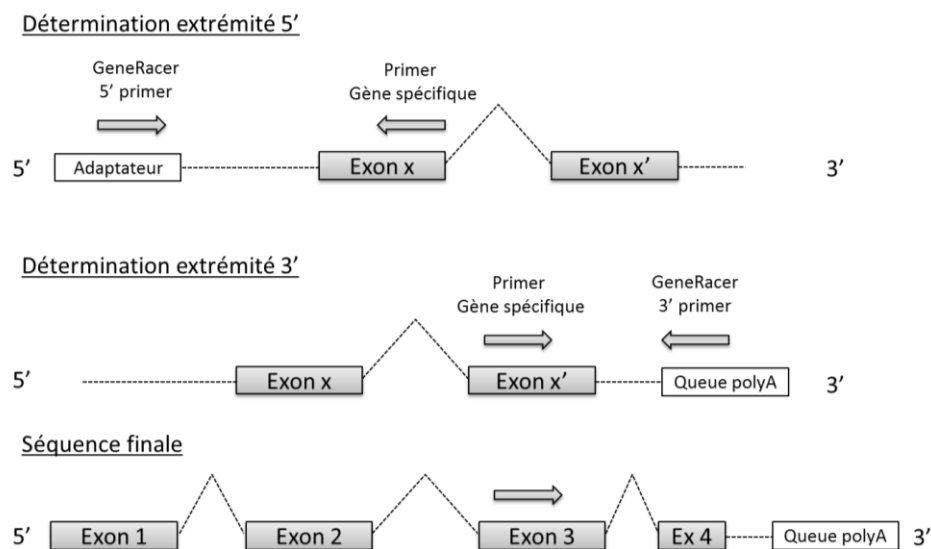 Détermination extrémité 5’
GeneRacer
5’ primer
Primer
Gène spécifique
5’ Adaptateur Exon x Exon x’ 3’
Détermination extrémité 3’
Primer
Gène spécifique
GeneRacer
3’ primer
5’ Exon x Exon x’ Queue polyA 3’
Séquence finale
5’ Exon 1 Exon 2 Exon 3 Ex 4 Queue polyA 3’